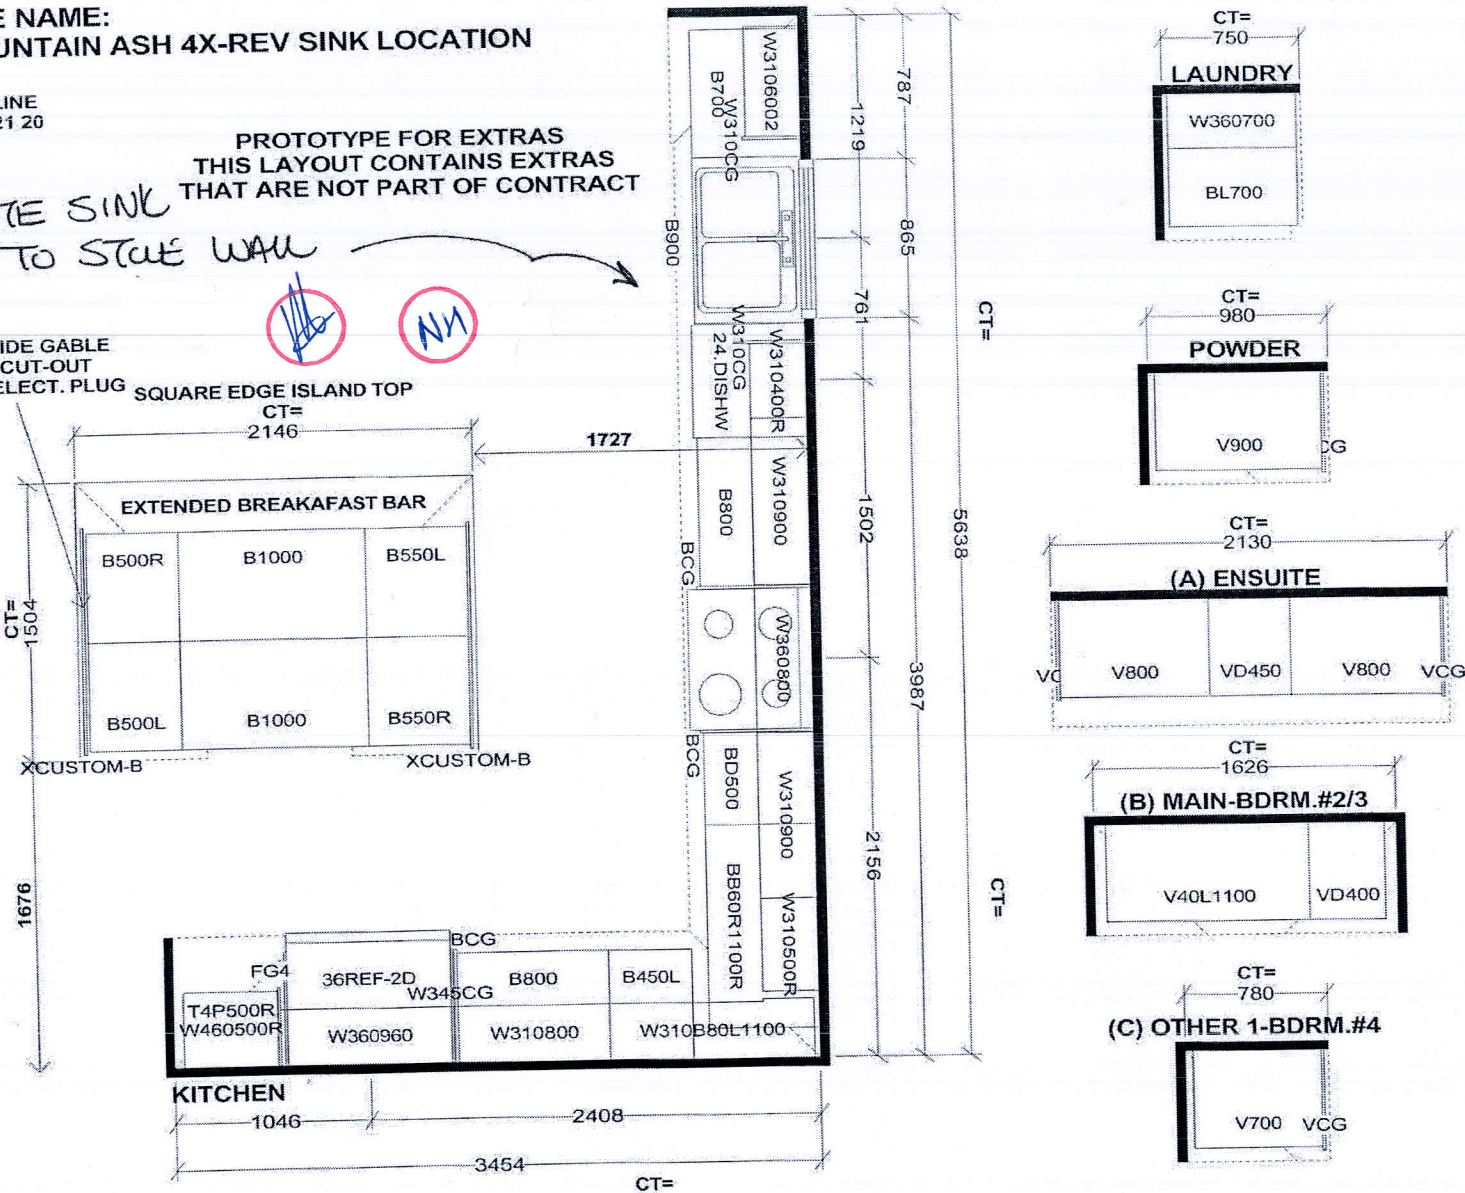 E NAME:
UNTAIN ASH 4X-REV SINK LOCATION
LINE
21 20
PROTOTYPE FOR EXTRAS
THIS LAYOUT CONTAINS EXTRAS
THAT ARE NOT PART OF CONTRACT
TE SINK
TO STOVE WALL
NH
IDE GABLE
CUT-OUT
ELECT. PLUG
SQUARE EDGE ISLAND TOP
CT=
2146
1727
EXTENDED BREAKAFAST BAR
B500R
B1000
B550L
CT=
1504
B500L
B1000
B550R
XCUSTOM-B
XCUSTOM-B
1676
W3106002
B700
W310CG
B900
W310CG
24.DISHW
W310400R
B800
W310900
BCG
W360800
BCG
BD500
W310900
BB60R1100R
W310500R
787
1219
865
761
1502
5638
3987
2156
CT=
CT=
FG4
36REF-2D
BCG
W345CG
B800
B450L
T4P500R
W460500R
W360960
W310800
W310B80L1100
KITCHEN
1046
2408
3454
CT=
CT=
750
LAUNDRY
W360700
BL700
CT=
980
POWDER
V900
CG
CT=
2130
(A) ENSUITE
VC
V800
VD450
V800
VCG
CT=
1626
(B) MAIN-BDRM.#2/3
V40L1100
VD400
CT=
780
(C) OTHER 1-BDRM.#4
V700
VCG